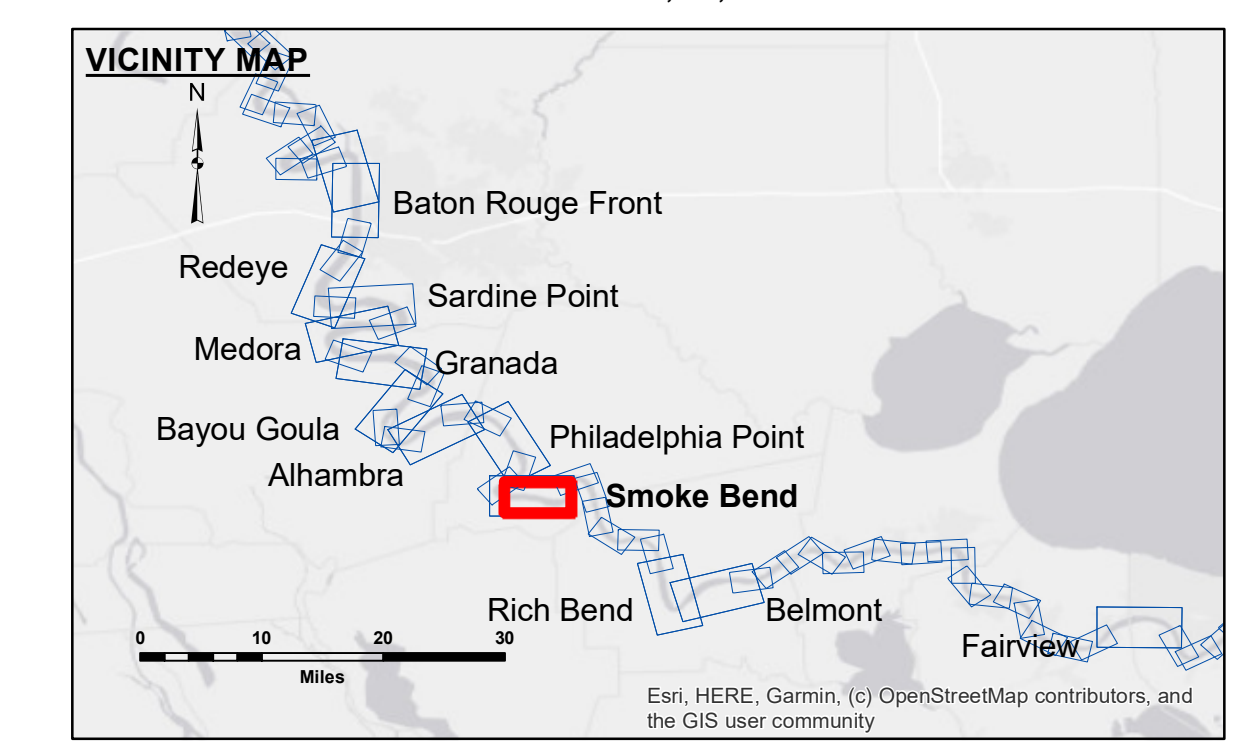 VICINITY MAP
N
Baton Rouge Front
Redeye
Sardine Point
Medora
Granada
Bayou Goula
Philadelphia Point
Alhambra
Smoke Bend
Rich Bend
Belmont
Fairview
0 10 20 30
Miles
Esri, HERE, Garmin, (c) OpenStreetMap contributors, and
the GIS user community